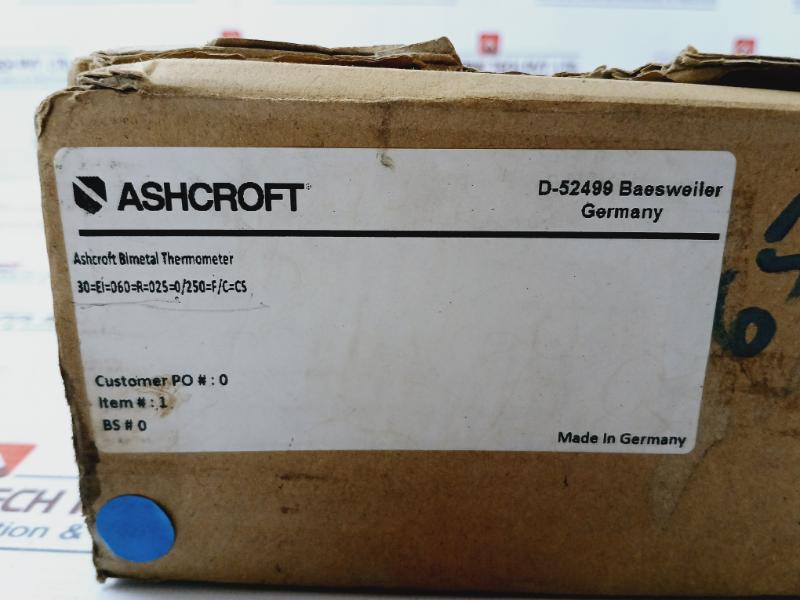 ASHCROFT®
D-52499 Baesweiler
Germany
Ashcroft Bimetal Thermometer
30=EI=060=R=025=0/250=F/C=CS
Customer PO # : 0
Item # : 1
BS # 0
Made In Germany